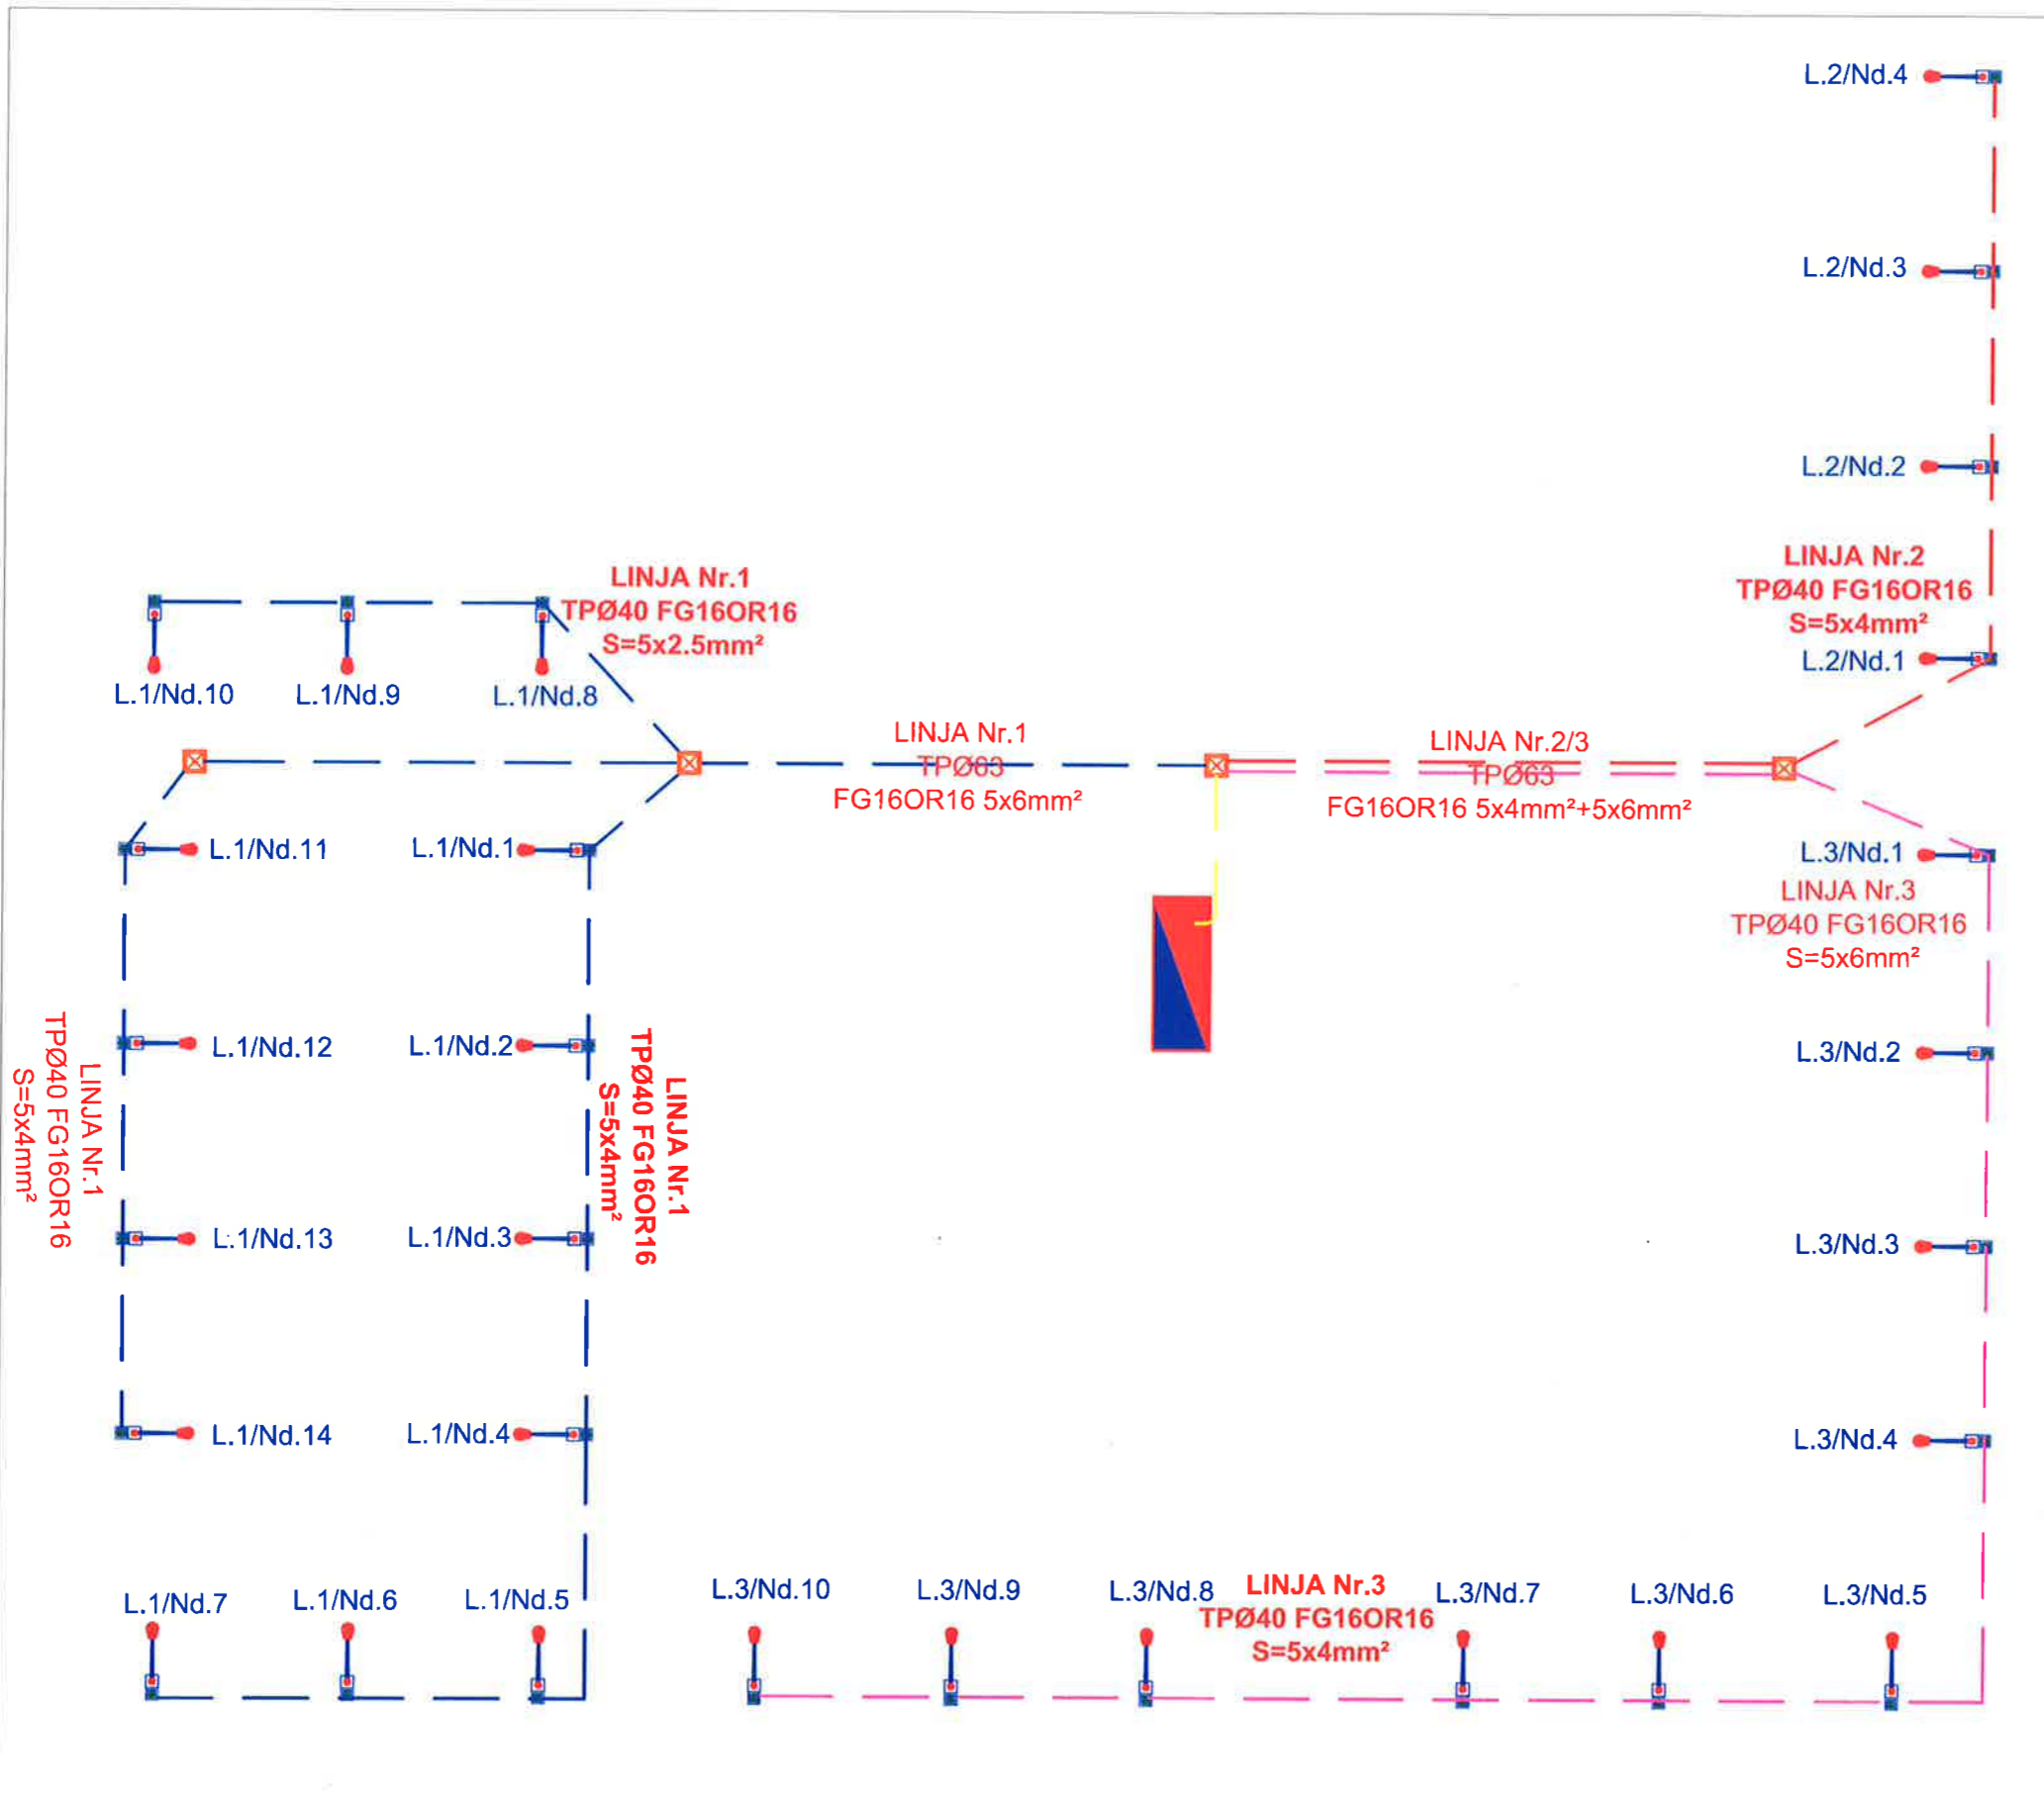 L.2/Nd.4
L.2/Nd.3
L.2/Nd.2
LINJA Nr.2
TPØ40 FG16OR16
S=5x4mm²
L.2/Nd.1
LINJA Nr.1
TPØ40 FG16OR16
S=5x2.5mm²
L.1/Nd.10
L.1/Nd.9
L.1/Nd.8
LINJA Nr.1
TPØ63
FG16OR16 5x6mm²
LINJA Nr.2/3
TPØ63
FG16OR16 5x4mm²+5x6mm²
L.1/Nd.11
L.1/Nd.1
L.3/Nd.1
LINJA Nr.3
TPØ40 FG16OR16
S=5x6mm²
L.1/Nd.12
L.1/Nd.2
L.3/Nd.2
LINJA Nr.1
TPØ40 FG16OR16
S=5x4mm²
LINJA Nr.1
TPØ40 FG16OR16
S=5x4mm²
L.1/Nd.13
L.1/Nd.3
L.3/Nd.3
L.1/Nd.14
L.1/Nd.4
L.3/Nd.4
L.1/Nd.7
L.1/Nd.6
L.1/Nd.5
L.3/Nd.10
L.3/Nd.9
L.3/Nd.8
LINJA Nr.3
TPØ40 FG16OR16
S=5x4mm²
L.3/Nd.7
L.3/Nd.6
L.3/Nd.5